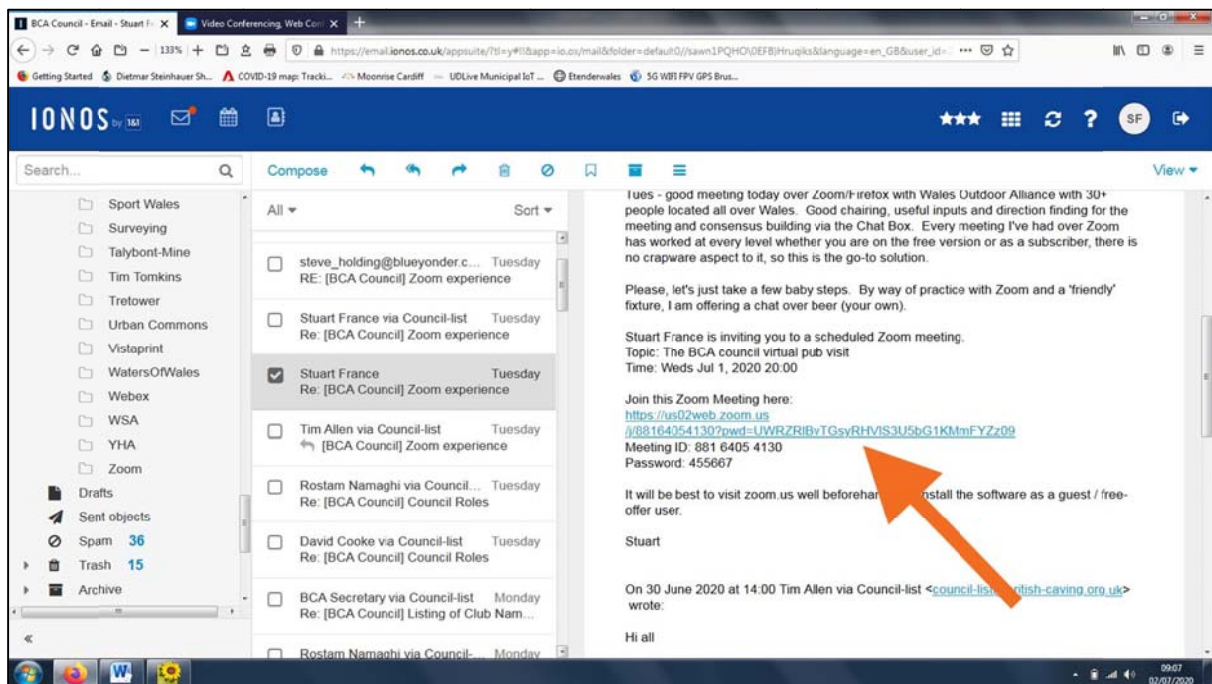 BCA Council - Email - Stuart Fr
Video Conferencing, Web Conf
133%
https://email.ionos.co.uk/appsuite/?tl=y#!!&app=io.ox/mail&folder=default0//sawn1PQHO\0EF8)Hruqiks&language=en_GB&user_id=
Getting Started
Dietmar Steinhauer Sh...
COVID-19 map: Tracki...
Moonrise Cardiff
UDLive Municipal IoT ...
Etenderwales
5G WIFI FPV GPS Brus...
IONOS by 1&1
SF
Search...
Compose
View
Sport Wales
Surveying
Talybont-Mine
Tim Tomkins
Tretower
Urban Commons
Vistaprint
WatersOfWales
Webex
WSA
YHA
Zoom
Drafts
Sent objects
Spam 36
Trash 15
Archive
All
Sort
steve_holding@blueyonder.c... Tuesday
RE: [BCA Council] Zoom experience
Stuart France via Council-list Tuesday
Re: [BCA Council] Zoom experience
Stuart France Tuesday
Re: [BCA Council] Zoom experience
Tim Allen via Council-list Tuesday
[BCA Council] Zoom experience
Rostam Namaghi via Council... Tuesday
Re: [BCA Council] Council Roles
David Cooke via Council-list Tuesday
Re: [BCA Council] Council Roles
BCA Secretary via Council-list Monday
Re: [BCA Council] Listing of Club Nam...
Rostam Namaghi via Council-... Monday
Tues - good meeting today over Zoom/Firefox with Wales Outdoor Alliance with 30+
people located all over Wales. Good chairing, useful inputs and direction finding for the
meeting and consensus building via the Chat Box. Every meeting I've had over Zoom
has worked at every level whether you are on the free version or as a subscriber, there is
no crapware aspect to it, so this is the go-to solution.
Please, let's just take a few baby steps. By way of practice with Zoom and a 'friendly'
fixture, I am offering a chat over beer (your own).
Stuart France is inviting you to a scheduled Zoom meeting.
Topic: The BCA council virtual pub visit
Time: Weds Jul 1, 2020 20:00
Join this Zoom Meeting here:
https://us02web.zoom.us
/j/88164054130?pwd=UWRZRlBvTGsyRHVIS3U5bG1KMmFYZz09
Meeting ID: 881 6405 4130
Password: 455667
It will be best to visit zoom.us well beforehan install the software as a guest / free-
offer user.
Stuart
On 30 June 2020 at 14:00 Tim Allen via Council-list <council-lis itish-caving.org.uk>
wrote:
Hi all
09:07
02/07/2020